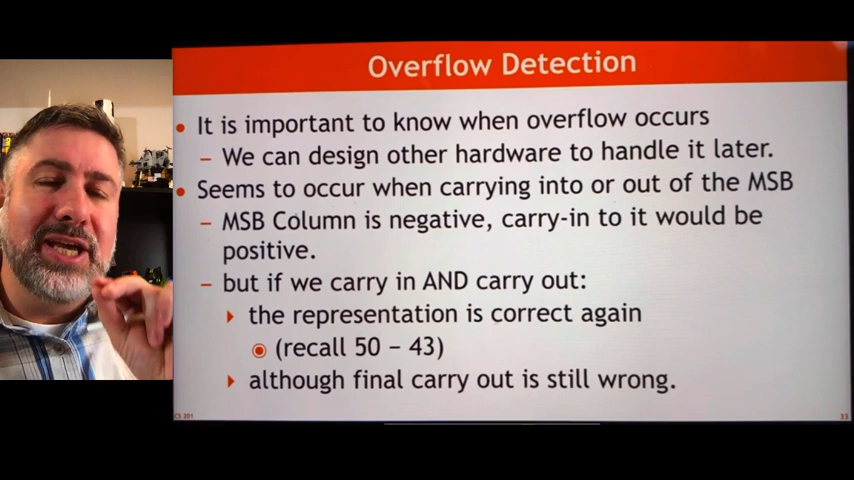 Overflow Detection
• It is important to know when overflow occurs
– We can design other hardware to handle it later.
• Seems to occur when carrying into or out of the MSB
– MSB Column is negative, carry-in to it would be
positive.
– but if we carry in AND carry out:
the representation is correct again
(recall 50 – 43)
although final carry out is still wrong.
CS 201
33